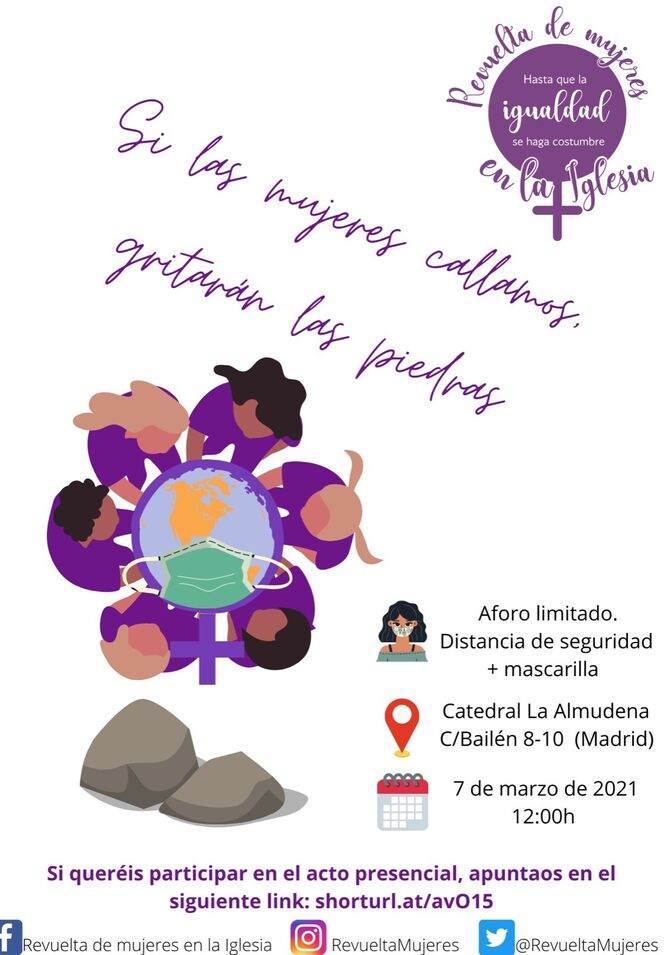 Revuelta de mujeres
Hasta que la
igualdad
se haga costumbre
en la Iglesia
Si las mujeres callamos,
gritarán las piedras
Aforo limitado.
Distancia de seguridad
+ mascarilla
Catedral La Almudena
C/Bailén 8-10 (Madrid)
7 de marzo de 2021
12:00h
Si queréis participar en el acto presencial, apuntaos en el
siguiente link: shorturl.at/avO15
Revuelta de mujeres en la Iglesia RevueltaMujeres @RevueltaMujeres